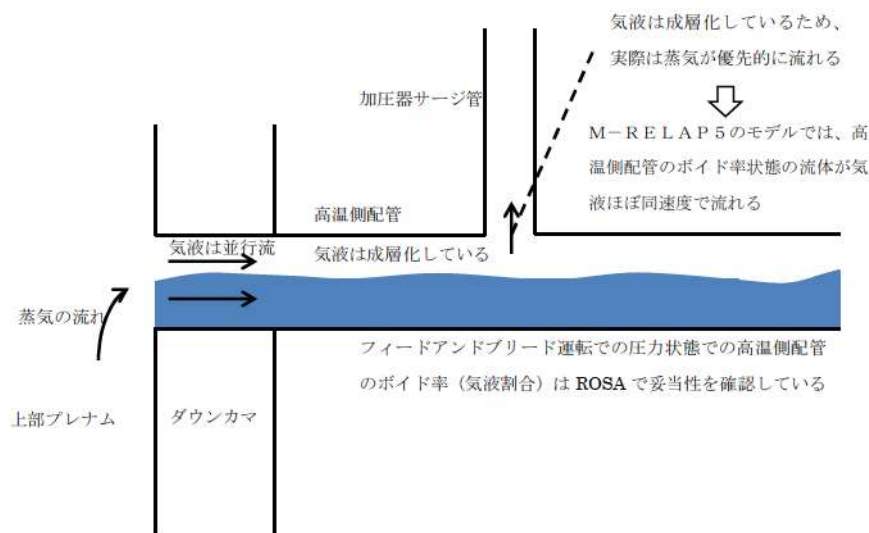 気液は成層化しているため、
実際は蒸気が優先的に流れる
加圧器サージ管
M－RELAP5のモデルでは、高
温側配管のボイド率状態の流体が気
液ほぼ同速度で流れる
高温側配管
気液は並行流
気液は成層化している
蒸気の流れ
フィードアンドブリード運転での圧力状態での高温側配管
のボイド率（気液割合）は ROSA で妥当性を確認している
上部プレナム
ダウンカマ